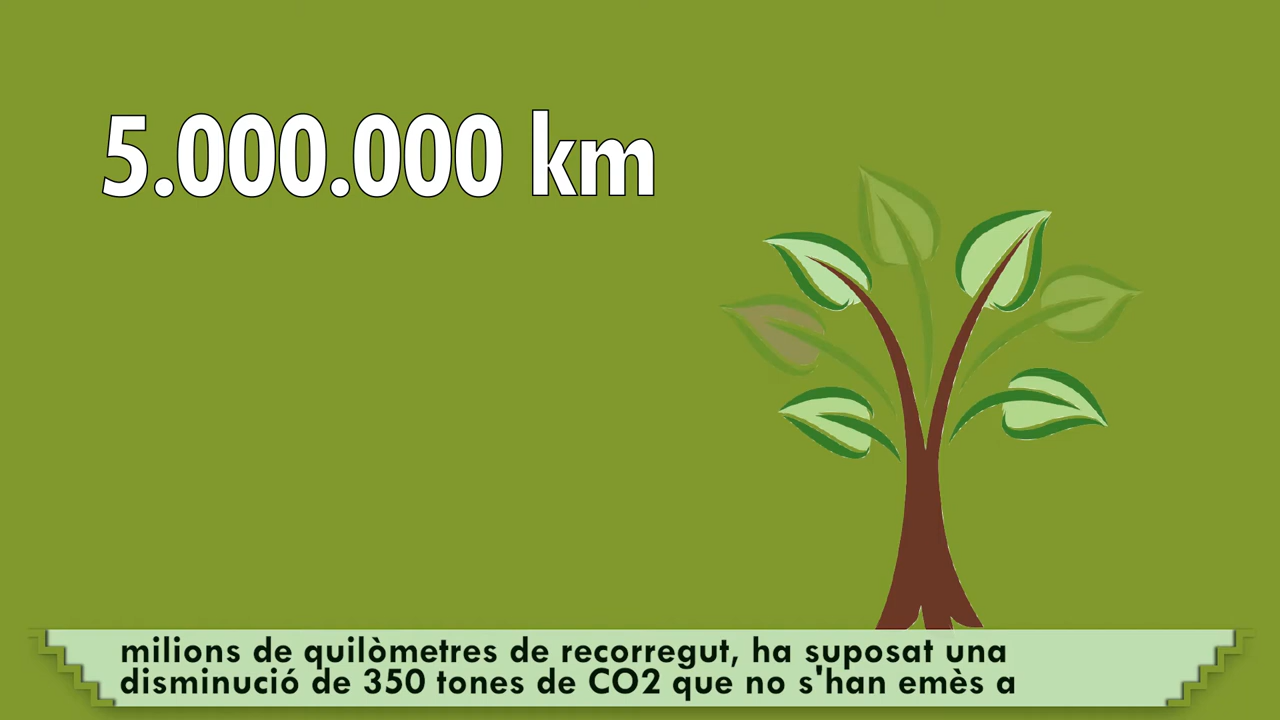 5.000.000 km
milions de quilòmetres de recorregut, ha suposat una
disminució de 350 tones de CO2 que no s'han emès a